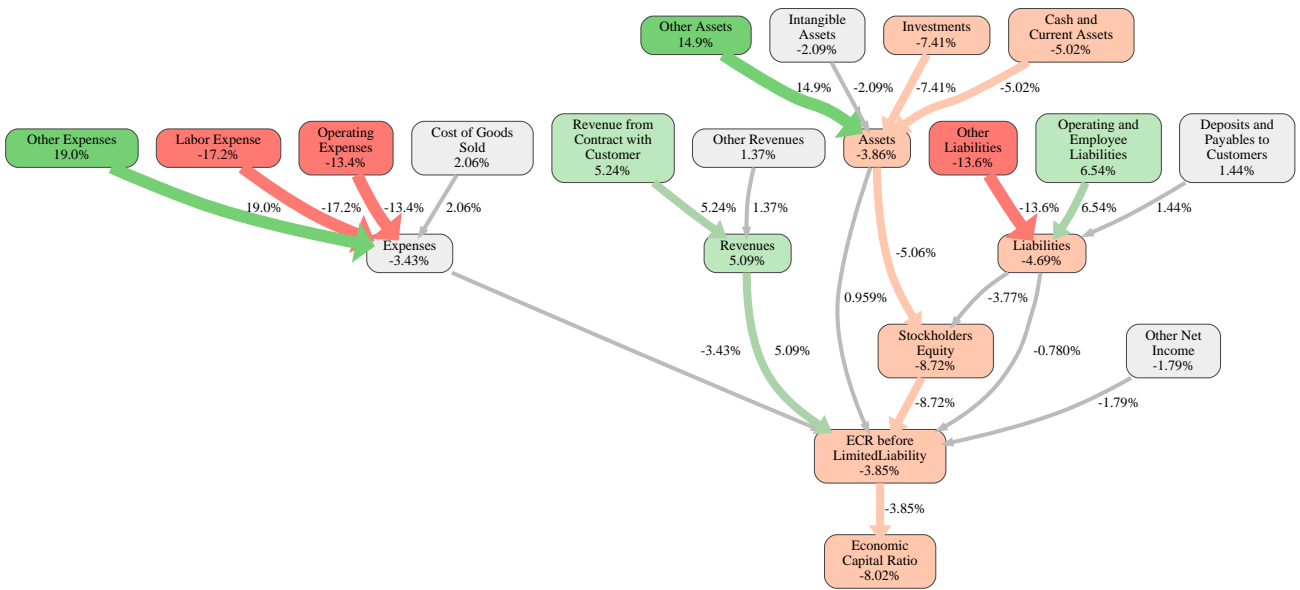 Other Assets
14.9%
Intangible
Assets
-2.09%
Investments
-7.41%
Cash and
Current Assets
-5.02%
14.9%
-2.09%
-7.41%
-5.02%
Other Expenses
19.0%
Labor Expense
-17.2%
Operating
Expenses
-13.4%
Cost of Goods
Sold
2.06%
Revenue from
Contract with
Customer
5.24%
Other Revenues
1.37%
Assets
-3.86%
Other
Liabilities
-13.6%
Operating and
Employee
Liabilities
6.54%
Deposits and
Payables to
Customers
1.44%
19.0%
-17.2%
-13.4%
2.06%
5.24%
1.37%
-13.6%
6.54%
1.44%
Expenses
-3.43%
Revenues
5.09%
-5.06%
Liabilities
-4.69%
0.959%
-3.77%
Stockholders
Equity
-8.72%
Other Net
Income
-1.79%
-3.43%
5.09%
-0.780%
-8.72%
-1.79%
ECR before
LimitedLiability
-3.85%
-3.85%
Economic
Capital Ratio
-8.02%